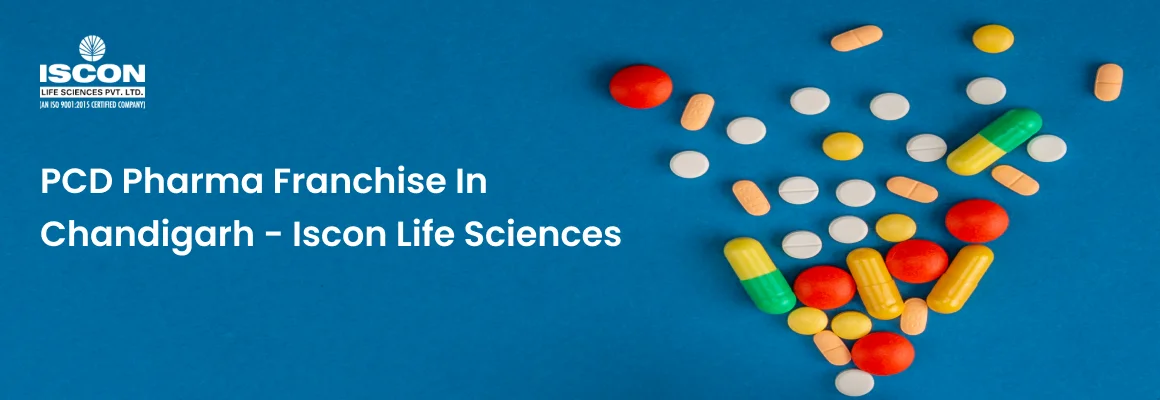 ISCON
LIFE SCIENCES PVT. LTD.
(AN ISO 9001:2015 CERTIFIED COMPANY)
PCD Pharma Franchise In
Chandigarh - Iscon Life Sciences